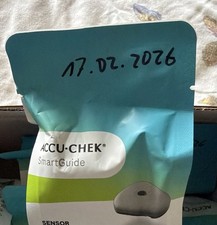 17.02.2026
ACCU-CHEK®
SmartGuide
SENSOR